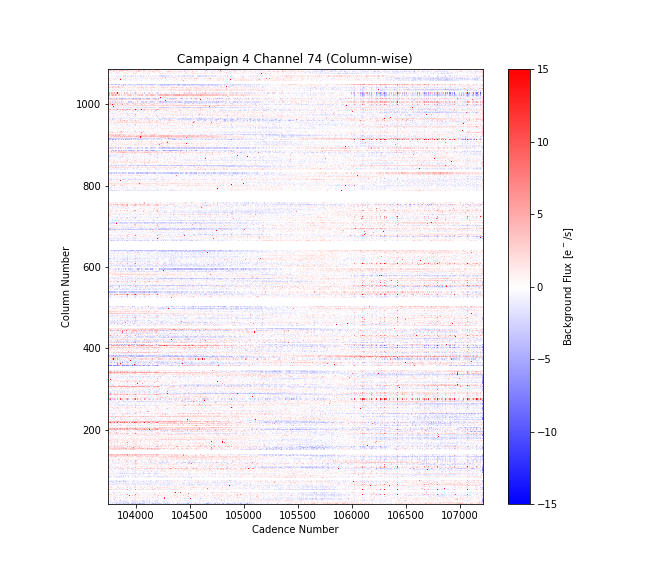 Campaign 4 Channel 74 (Column-wise)
1000
800
600
400
200
Column Number
104000 104500 105000 105500 106000 106500 107000
Cadence Number
15
10
5
0
−5
−10
−15
Background Flux [e⁻/s]